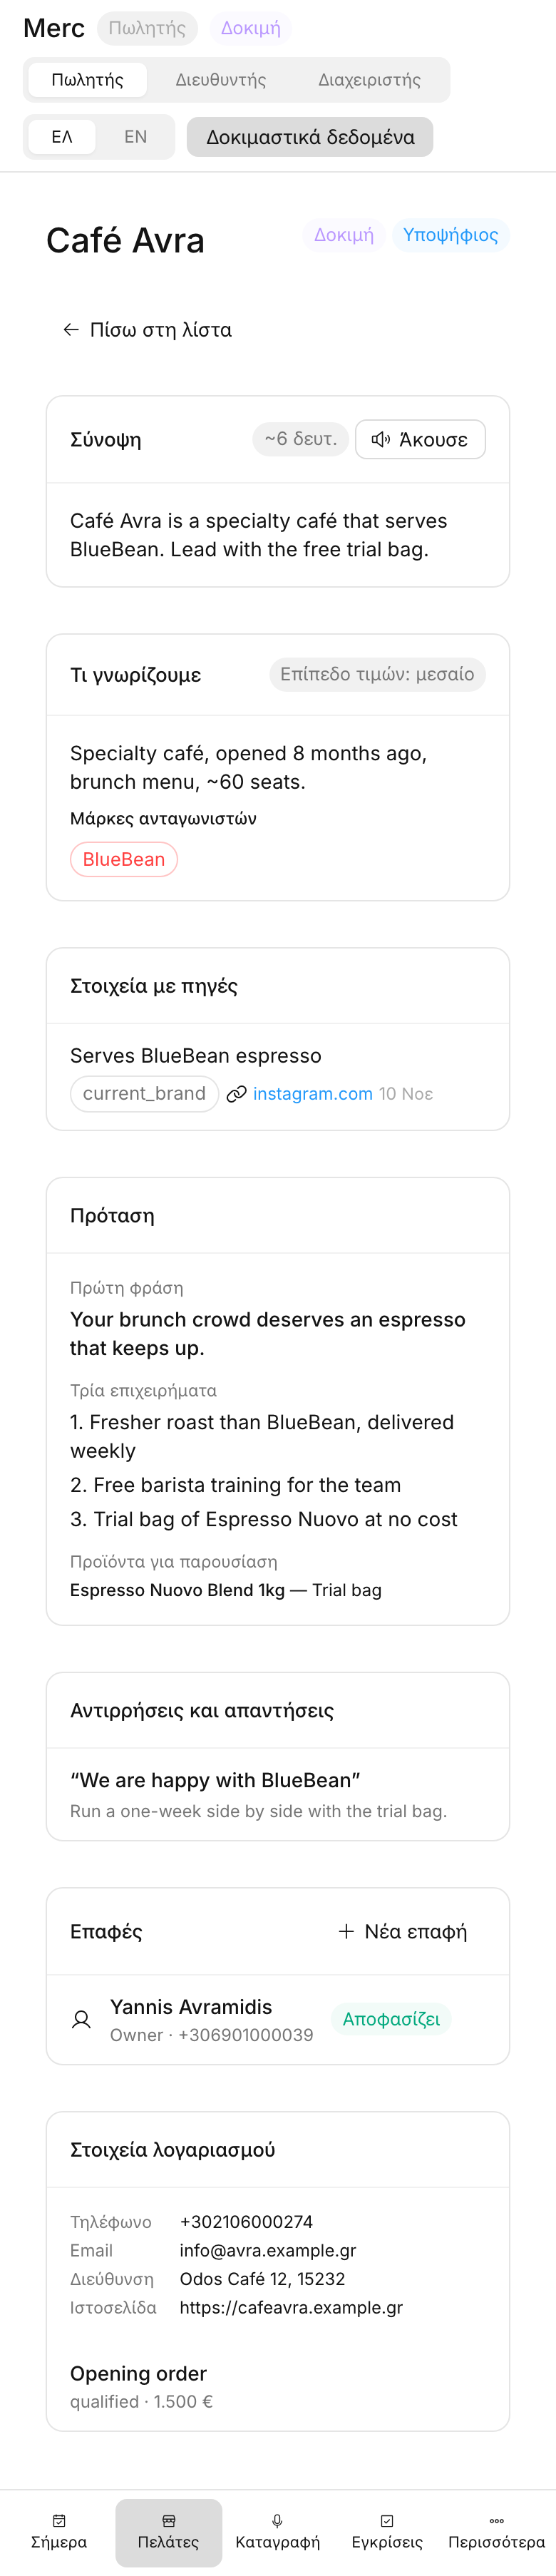 Merc Πωλητής Δοκιμή
Πωλητής Διευθυντής Διαχειριστής
ΕΛ EN Δοκιμαστικά δεδομένα
Café Avra Δοκιμή Υποψήφιος
Πίσω στη λίστα
Σύνοψη ~6 δευτ. Άκουσε
Café Avra is a specialty café that serves
BlueBean. Lead with the free trial bag.
Τι γνωρίζουμε Επίπεδο τιμών: μεσαίο
Specialty café, opened 8 months ago,
brunch menu, ~60 seats.
Μάρκες ανταγωνιστών
BlueBean
Στοιχεία με πηγές
Serves BlueBean espresso
current_brand instagram.com 10 Νοε
Πρόταση
Πρώτη φράση
Your brunch crowd deserves an espresso
that keeps up.
Τρία επιχειρήματα
1. Fresher roast than BlueBean, delivered
weekly
2. Free barista training for the team
3. Trial bag of Espresso Nuovo at no cost
Προϊόντα για παρουσίαση
Espresso Nuovo Blend 1kg — Trial bag
Αντιρρήσεις και απαντήσεις
“We are happy with BlueBean”
Run a one-week side by side with the trial bag.
Επαφές Νέα επαφή
Yannis Avramidis Αποφασίζει
Owner · +306901000039
Στοιχεία λογαριασμού
Τηλέφωνο +302106000274
Email info@avra.example.gr
Διεύθυνση Odos Café 12, 15232
Ιστοσελίδα https://cafeavra.example.gr
Opening order
qualified · 1.500 €
Σήμερα Πελάτες Καταγραφή Εγκρίσεις Περισσότερα